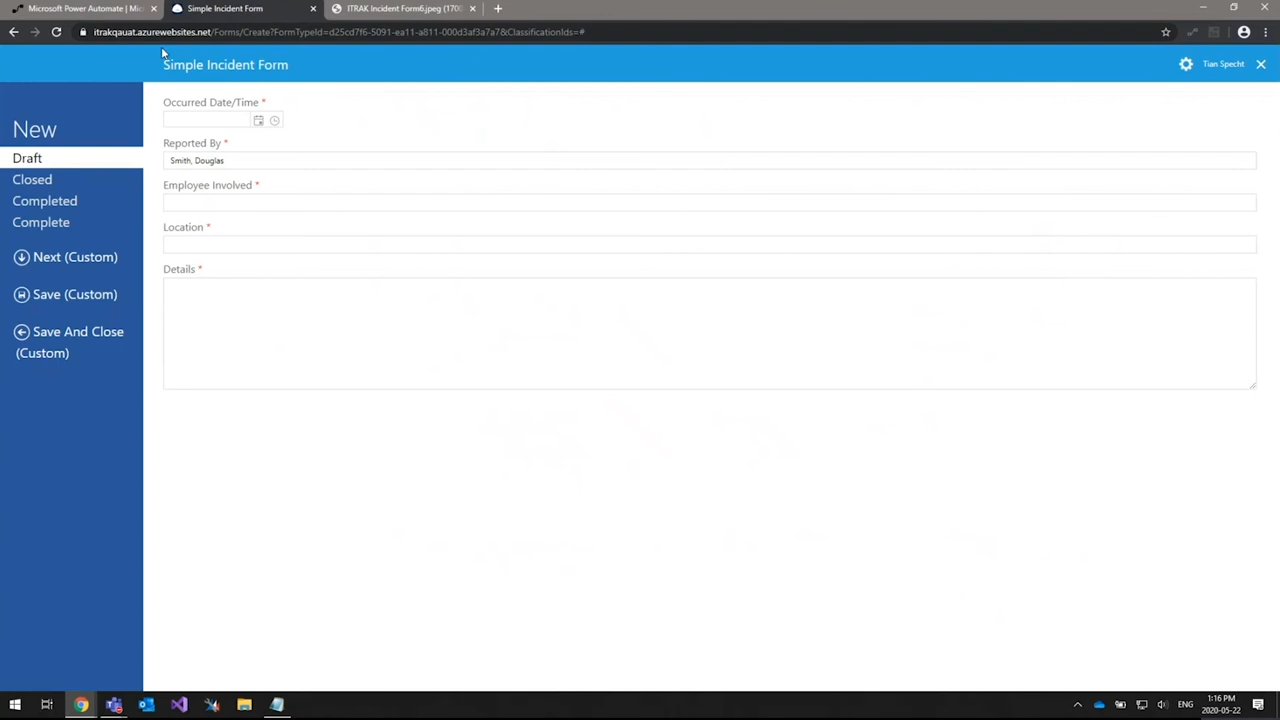 Microsoft Power Automate | Mic
Simple Incident Form
ITRAK Incident Form6.jpeg (1700
itrakqauat.azurewebsites.net/Forms/Create?FormTypeId=d25cd7f6-5091-ea11-a811-000d3af3a7a7&ClassificationIds=#
Simple Incident Form
Tian Specht
New
Draft
Closed
Completed
Complete
Next (Custom)
Save (Custom)
Save And Close
(Custom)
Occurred Date/Time *
Reported By *
Smith, Douglas
Employee Involved *
Location *
Details *
ENG
1:16 PM
2020-05-22